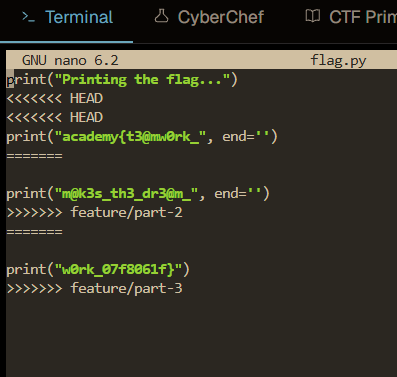 Terminal CyberChef CTF Prim
GNU nano 6.2 flag.py
print("Printing the flag...")
<<<<<<< HEAD
<<<<<<< HEAD
print("academy{t3@mw0rk_", end='')
=======
print("m@k3s_th3_dr3@m_", end='')
>>>>>>> feature/part-2
=======
print("w0rk_07f8061f}")
>>>>>>> feature/part-3